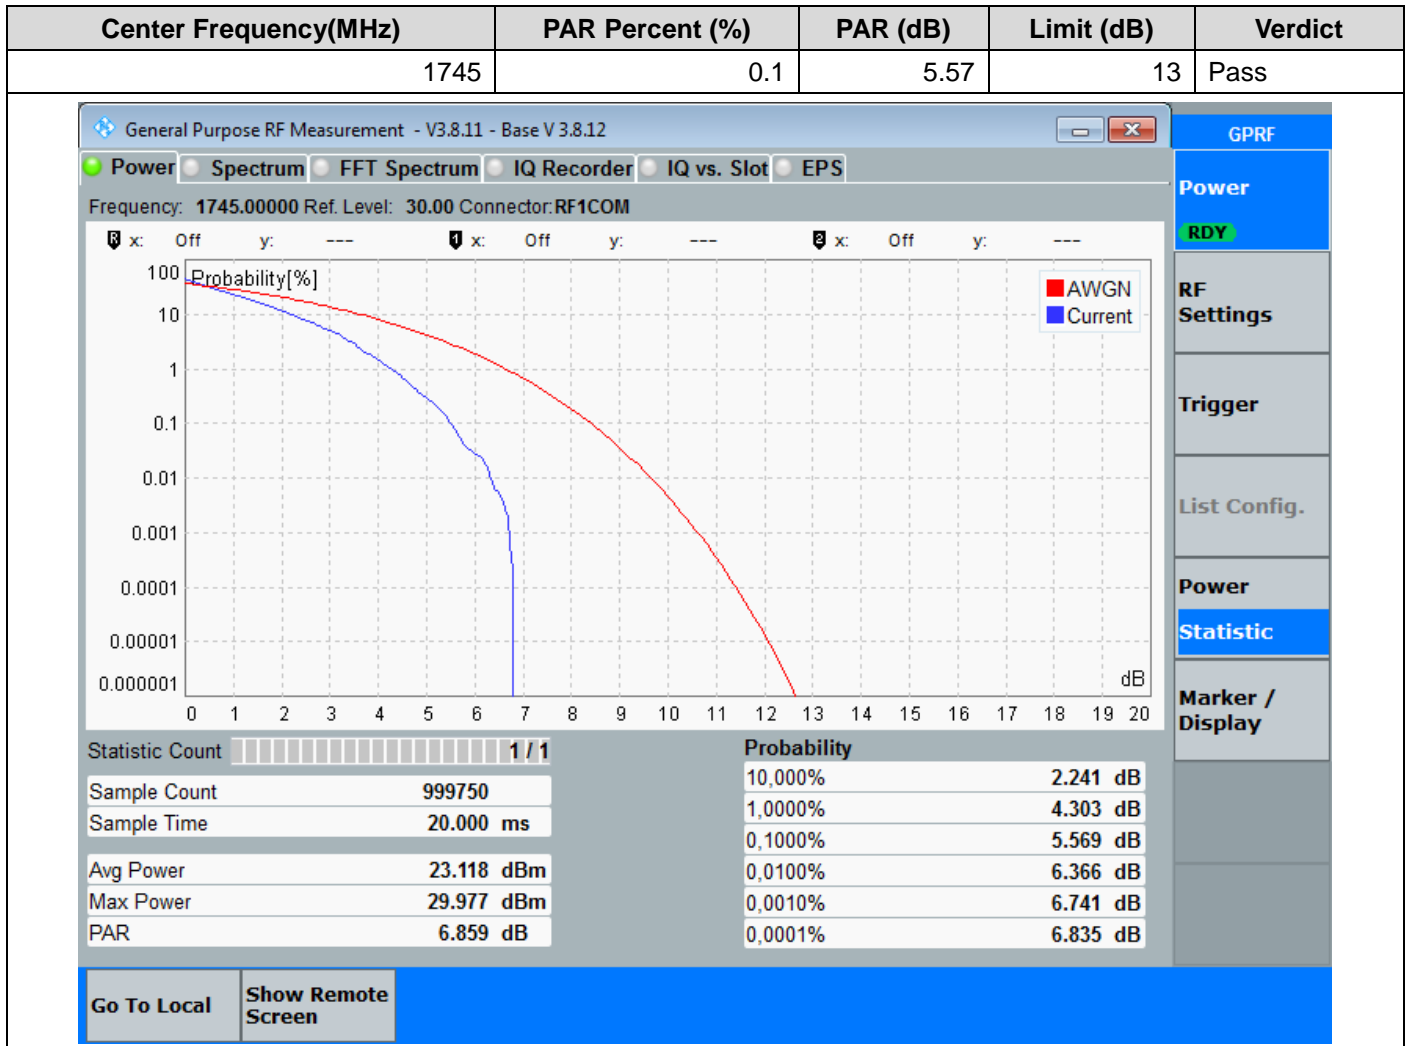 Center Frequency(MHz) PAR Percent (%) PAR (dB) Limit (dB) Verdict
1745 0.1 5.57 13 Pass
General Purpose RF Measurement - V3.8.11 - Base V 3.8.12
GPRF
Power Spectrum FFT Spectrum IQ Recorder IQ vs. Slot EPS
Frequency: 1745.00000 Ref. Level: 30.00 Connector: RF1COM
R x: Off y: --- 1 x: Off y: --- 2 x: Off y: ---
Probability[%]
100
10
1
0.1
0.01
0.001
0.0001
0.00001
0.000001
AWGN
Current
dB
0 1 2 3 4 5 6 7 8 9 10 11 12 13 14 15 16 17 18 19 20
Statistic Count 1 / 1
Sample Count 999750
Sample Time 20.000 ms
Avg Power 23.118 dBm
Max Power 29.977 dBm
PAR 6.859 dB
Probability
10,000% 2.241 dB
1,0000% 4.303 dB
0,1000% 5.569 dB
0,0100% 6.366 dB
0,0010% 6.741 dB
0,0001% 6.835 dB
Power
RDY
RF
Settings
Trigger
List Config.
Power
Statistic
Marker /
Display
Go To Local
Show Remote
Screen